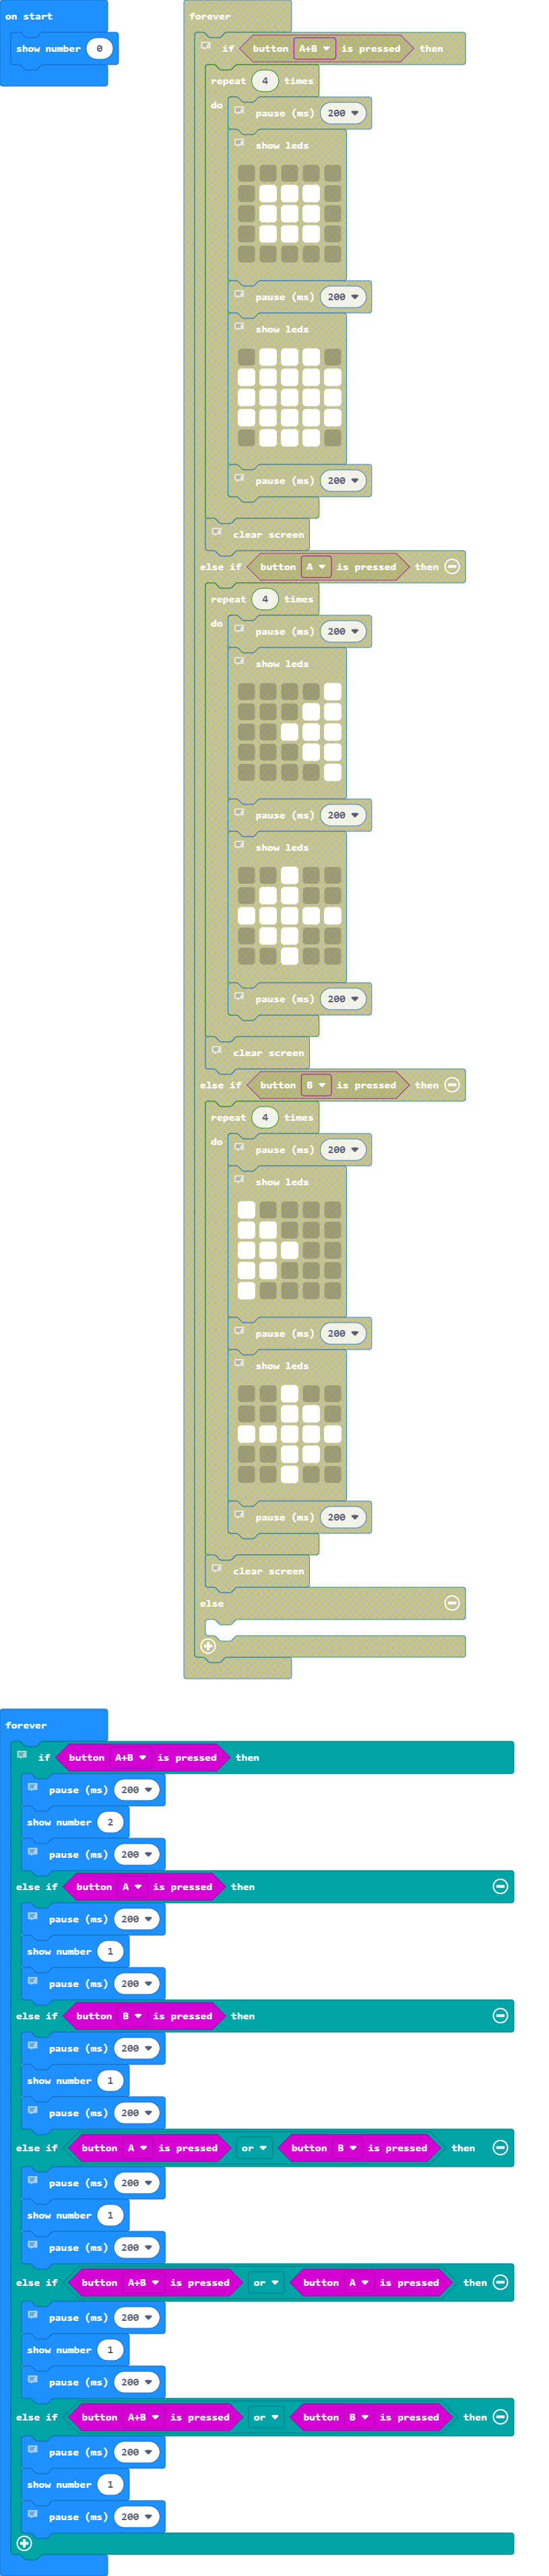 on start
show number 0
forever
if button A+B is pressed then
repeat 4 times
do pause (ms) 200
show leds
pause (ms) 200
show leds
pause (ms) 200
clear screen
else if button A is pressed then
repeat 4 times
do pause (ms) 200
show leds
pause (ms) 200
show leds
pause (ms) 200
clear screen
else if button B is pressed then
repeat 4 times
do pause (ms) 200
show leds
pause (ms) 200
show leds
pause (ms) 200
clear screen
else
forever
if button A+B is pressed then
pause (ms) 200
show number 2
pause (ms) 200
else if button A is pressed then
pause (ms) 200
show number 1
pause (ms) 200
else if button B is pressed then
pause (ms) 200
show number 1
pause (ms) 200
else if button A is pressed or button B is pressed then
pause (ms) 200
show number 1
pause (ms) 200
else if button A+B is pressed or button A is pressed then
pause (ms) 200
show number 1
pause (ms) 200
else if button A+B is pressed or button B is pressed then
pause (ms) 200
show number 1
pause (ms) 200